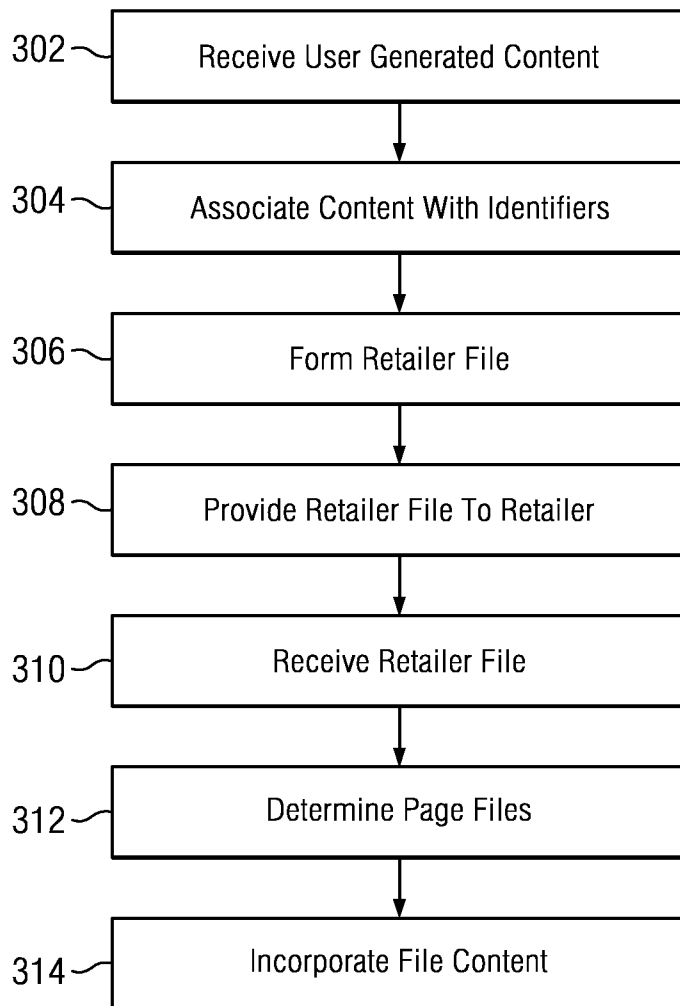 302 Receive User Generated Content
304 Associate Content With Identifiers
306 Form Retailer File
308 Provide Retailer File To Retailer
310 Receive Retailer File
312 Determine Page Files
314 Incorporate File Content